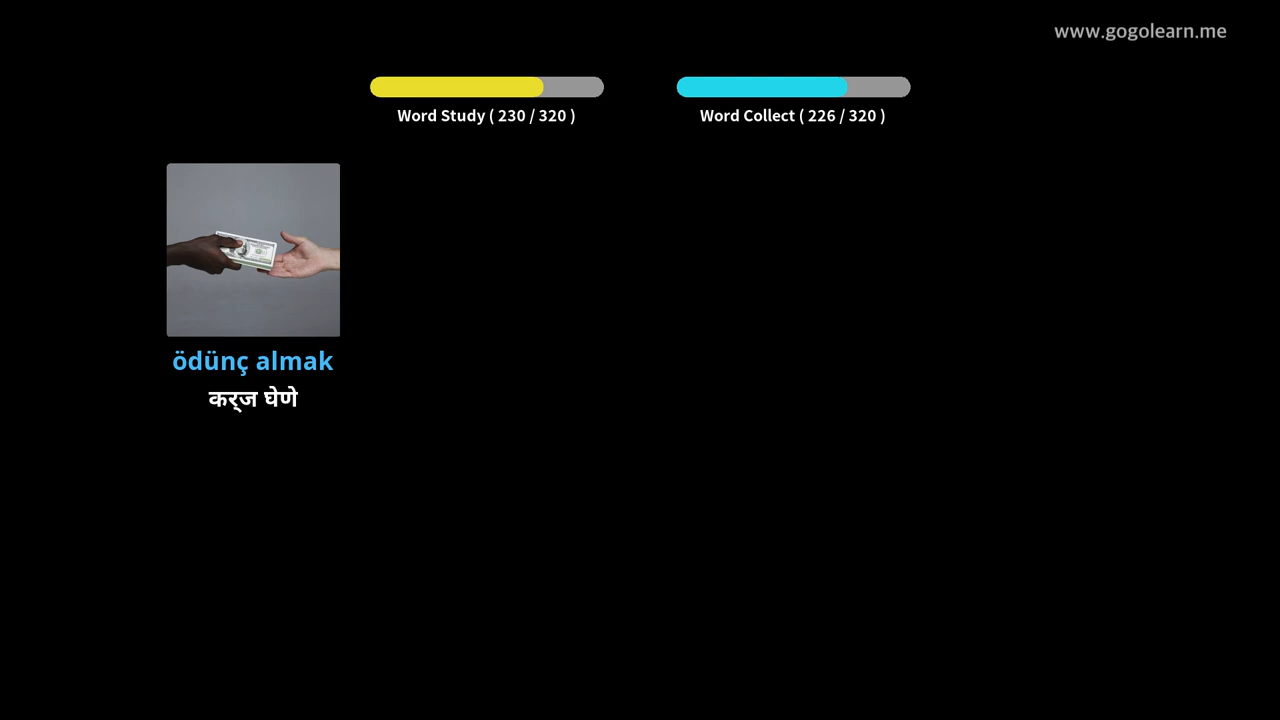 www.gogolearn.me
Word Study ( 230 / 320 )
Word Collect ( 226 / 320 )
ödünç almak
कर्ज घेणे